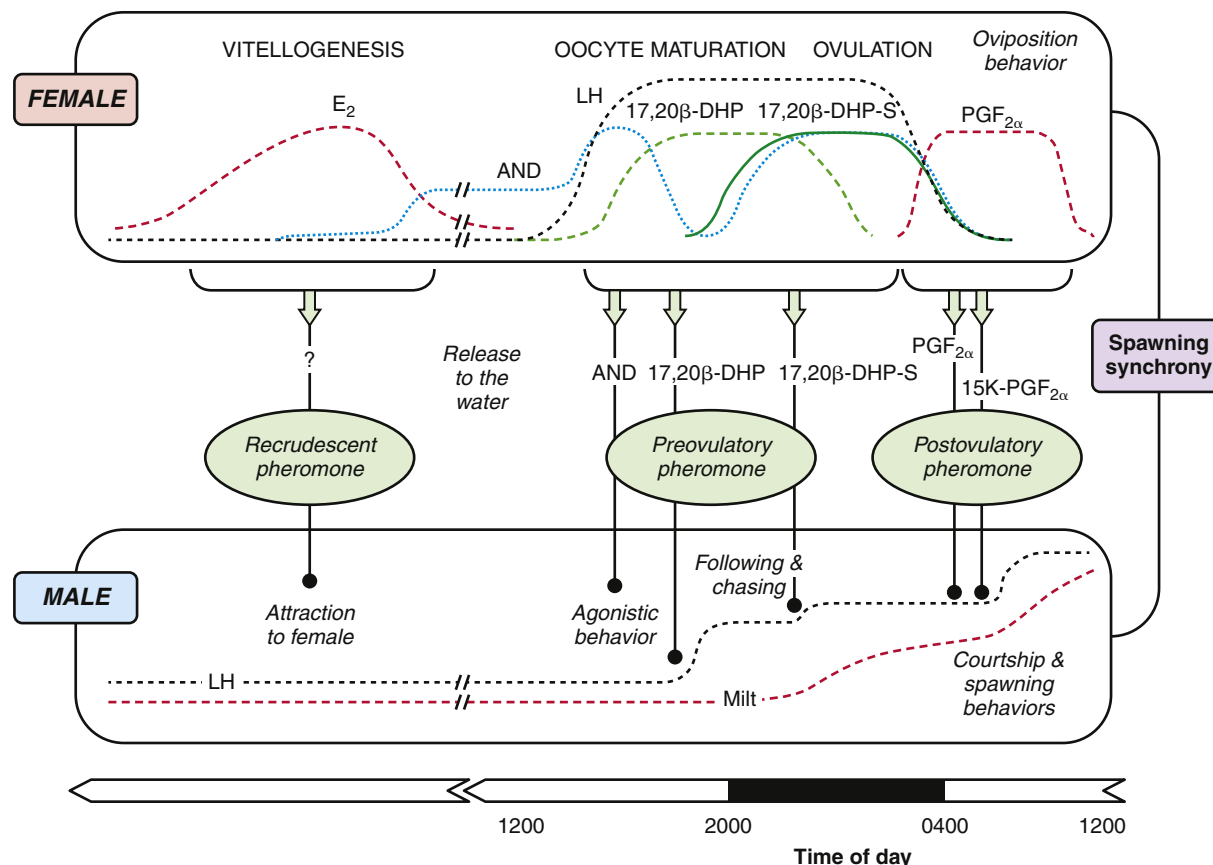 VITELLOGENESIS
OOCYTE MATURATION
OVULATION
Oviposition
behavior
FEMALE
E₂
LH
17,20β-DHP
17,20β-DHP-S
PGF₂α
AND
?
Release
to the
water
AND
17,20β-DHP
17,20β-DHP-S
PGF₂α
15K-PGF₂α
Spawning
synchrony
Recrudescent
pheromone
Preovulatory
pheromone
Postovulatory
pheromone
MALE
Attraction
to female
Agonistic
behavior
Following &
chasing
LH
Milt
Courtship &
spawning
behaviors
1200
2000
0400
1200
Time of day